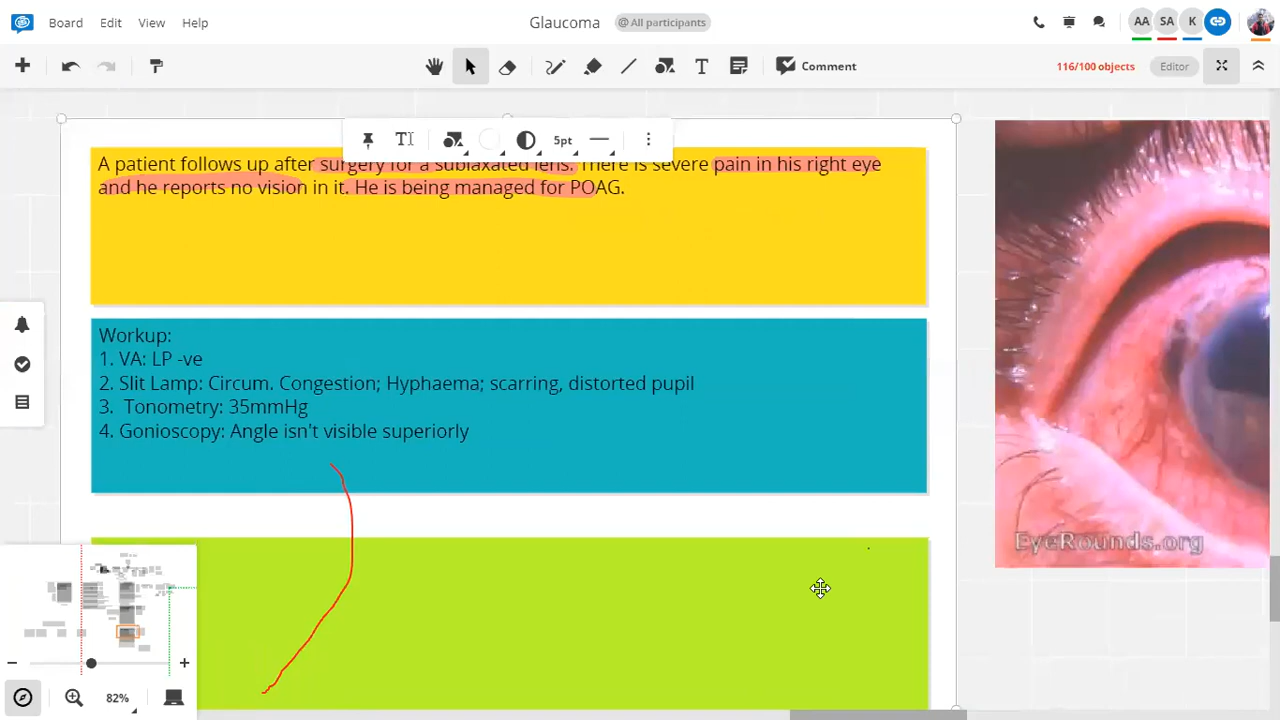 Board Edit View Help
Glaucoma @ All participants
AA SA K
Comment
116/100 objects Editor
5pt
A patient follows up after surgery for a sublaxated lens. There is severe pain in his right eye
and he reports no vision in it. He is being managed for POAG.
Workup:
1. VA: LP -ve
2. Slit Lamp: Circum. Congestion; Hyphaema; scarring, distorted pupil
3. Tonometry: 35mmHg
4. Gonioscopy: Angle isn't visible superiorly
EyeRounds.org
82%